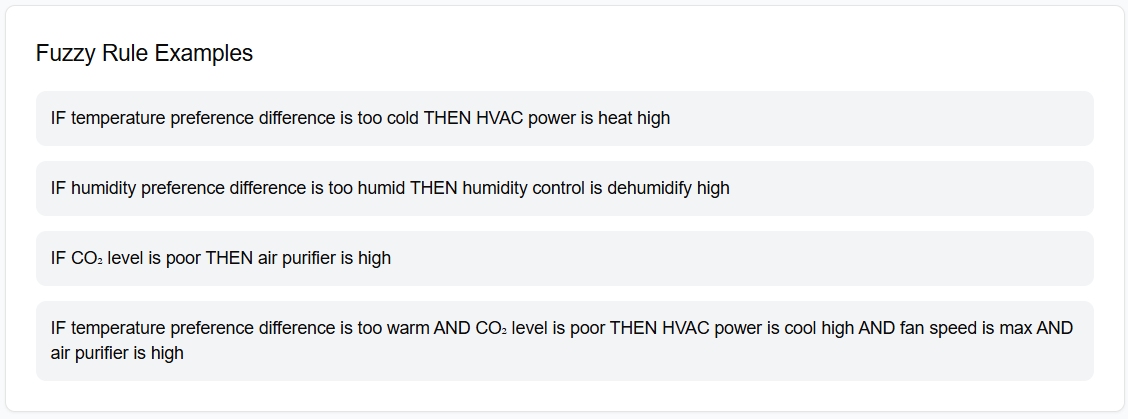 Fuzzy Rule Examples
IF temperature preference difference is too cold THEN HVAC power is heat high
IF humidity preference difference is too humid THEN humidity control is dehumidify high
IF CO₂ level is poor THEN air purifier is high
IF temperature preference difference is too warm AND CO₂ level is poor THEN HVAC power is cool high AND fan speed is max AND
air purifier is high